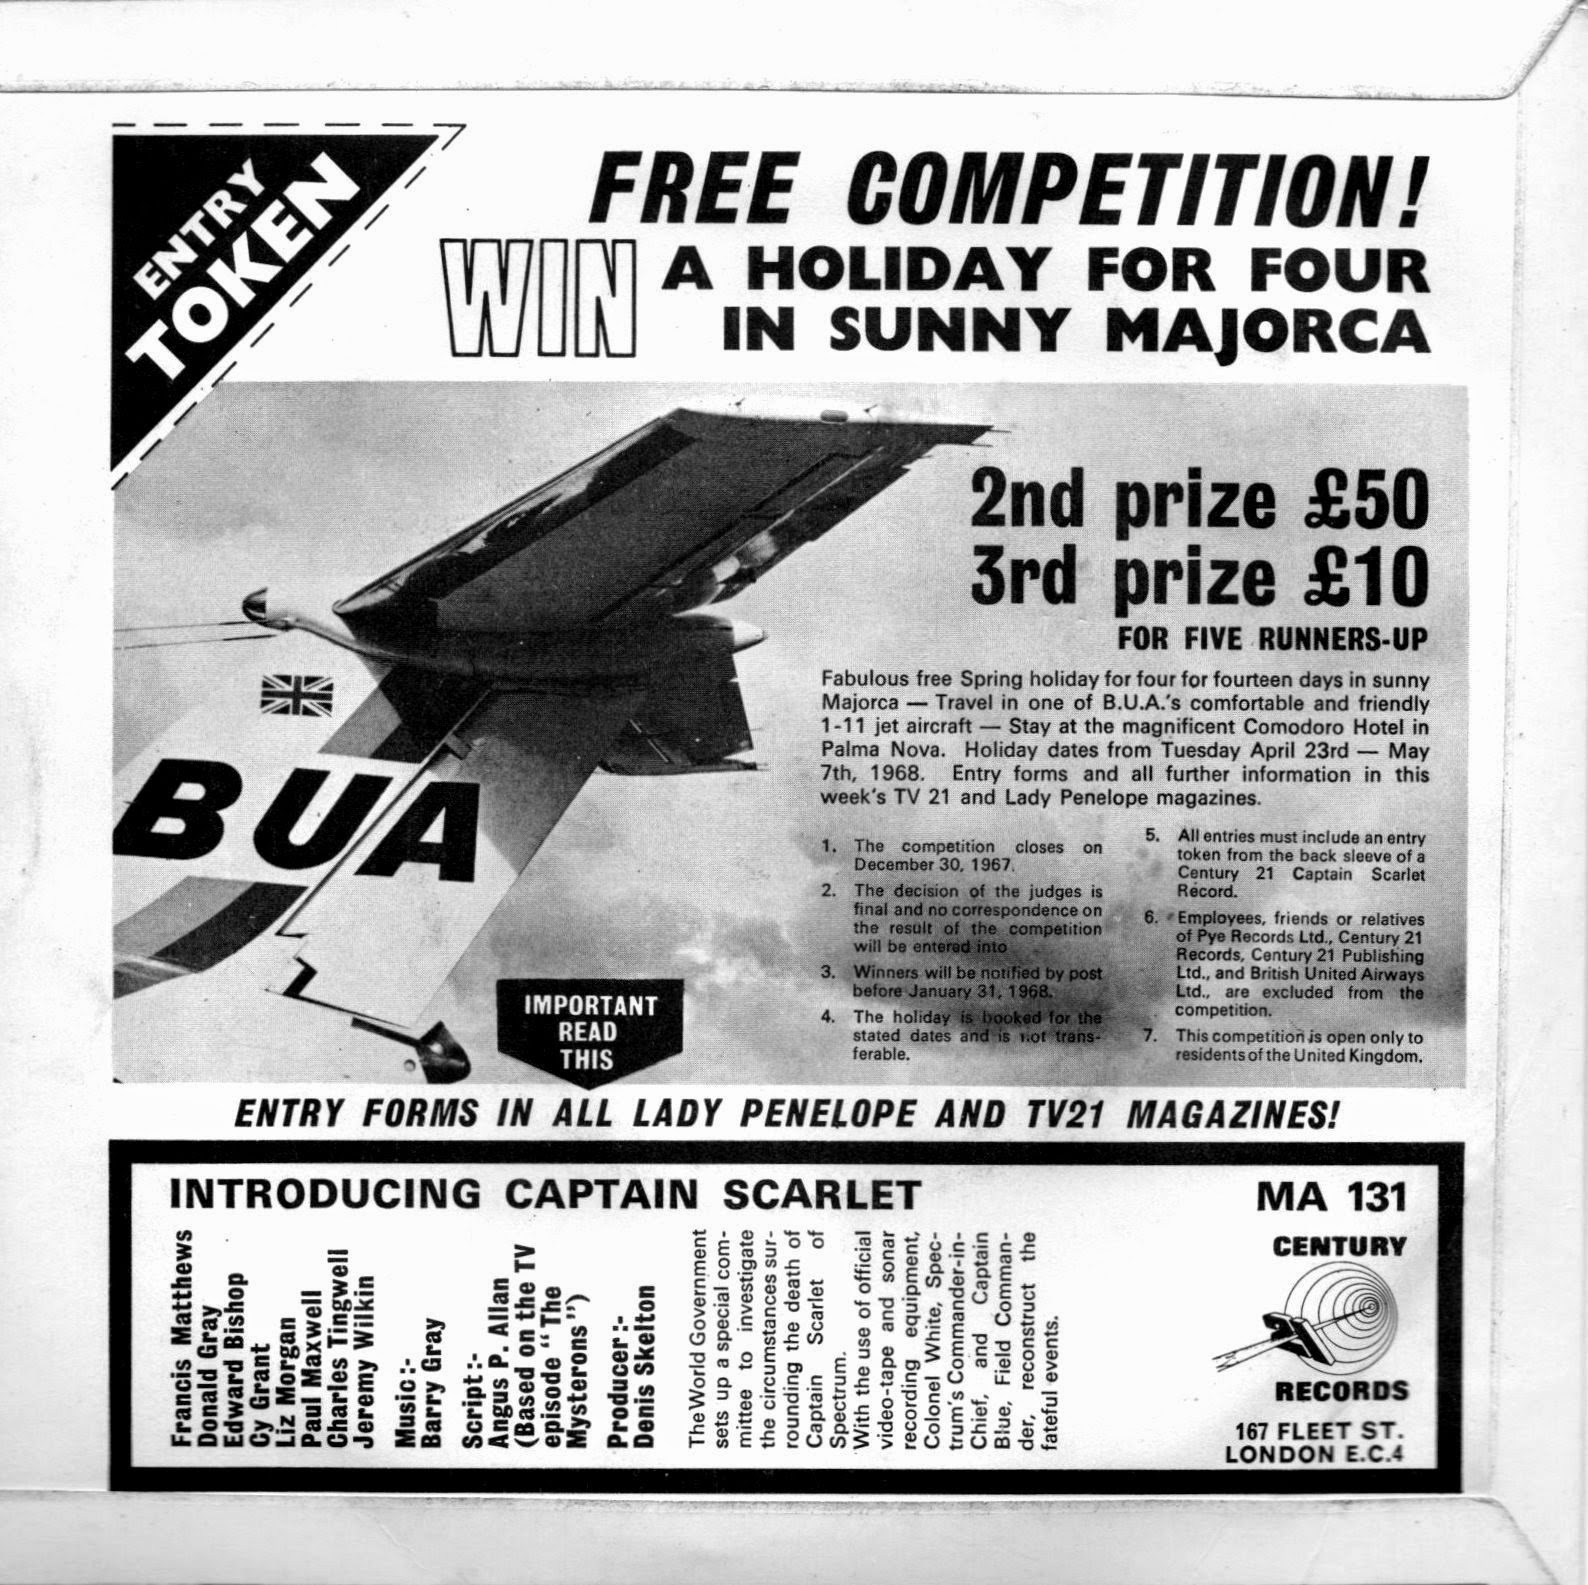 ENTRY
TOKEN
FREE COMPETITION!
WIN A HOLIDAY FOR FOUR
IN SUNNY MAJORCA
2nd prize £50
3rd prize £10
FOR FIVE RUNNERS-UP
Fabulous free Spring holiday for four for fourteen days in sunny
Majorca — Travel in one of B.U.A.'s comfortable and friendly
1-11 jet aircraft — Stay at the magnificent Comodoro Hotel in
Palma Nova. Holiday dates from Tuesday April 23rd — May
7th, 1968. Entry forms and all further information in this
week's TV 21 and Lady Penelope magazines.
BUA
1. The competition closes on
December 30, 1967.
2. The decision of the judges is
final and no correspondence on
the result of the competition
will be entered into
3. Winners will be notified by post
before January 31, 1968.
4. The holiday is booked for the
stated dates and is not trans-
ferable.
5. All entries must include an entry
token from the back sleeve of a
Century 21 Captain Scarlet
Record.
6. Employees, friends or relatives
of Pye Records Ltd., Century 21
Records, Century 21 Publishing
Ltd., and British United Airways
Ltd., are excluded from the
competition.
7. This competition is open only to
residents of the United Kingdom.
IMPORTANT
READ
THIS
ENTRY FORMS IN ALL LADY PENELOPE AND TV21 MAGAZINES!
INTRODUCING CAPTAIN SCARLET
MA 131
Francis Matthews
Donald Gray
Edward Bishop
Cy Grant
Liz Morgan
Paul Maxwell
Charles Tingwell
Jeremy Wilkin
Music:-
Barry Gray
Script:-
Angus P. Allan
(Based on the TV
episode "The
Mysterons")
Producer:-
Denis Skelton
The World Government
sets up a special com-
mittee to investigate
the circumstances sur-
rounding the death of
Captain Scarlet of
Spectrum.
With the use of official
video-tape and sonar
recording equipment,
Colonel White, Spec-
trum's Commander-in-
Chief, and Captain
Blue, Field Comman-
der, reconstruct the
fateful events.
CENTURY
21
RECORDS
167 FLEET ST.
LONDON E.C.4